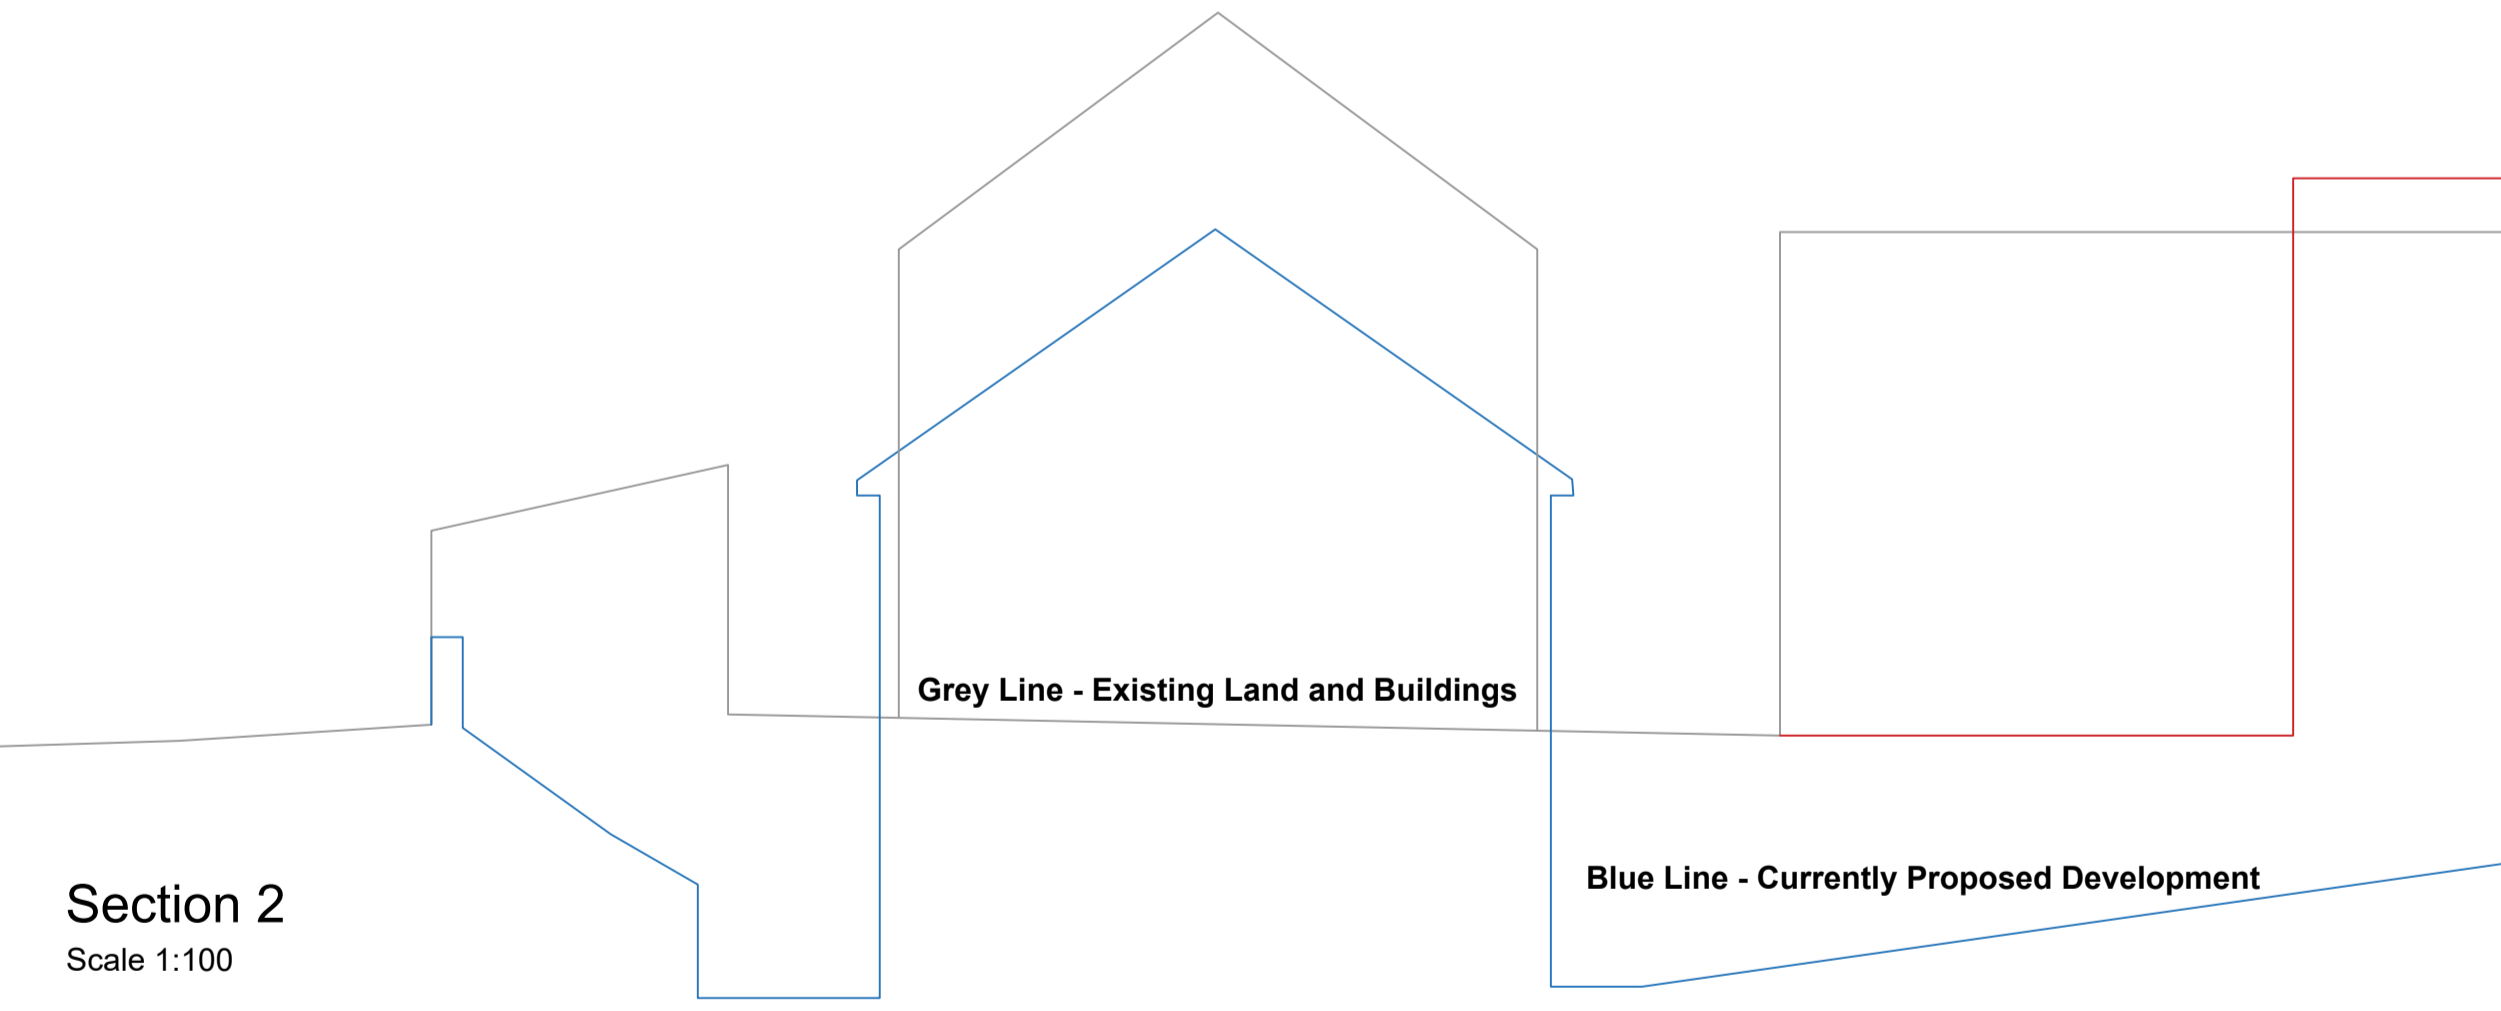 Grey Line - Existing Land and Buildings
Blue Line - Currently Proposed Development
Section 2
Scale 1:100